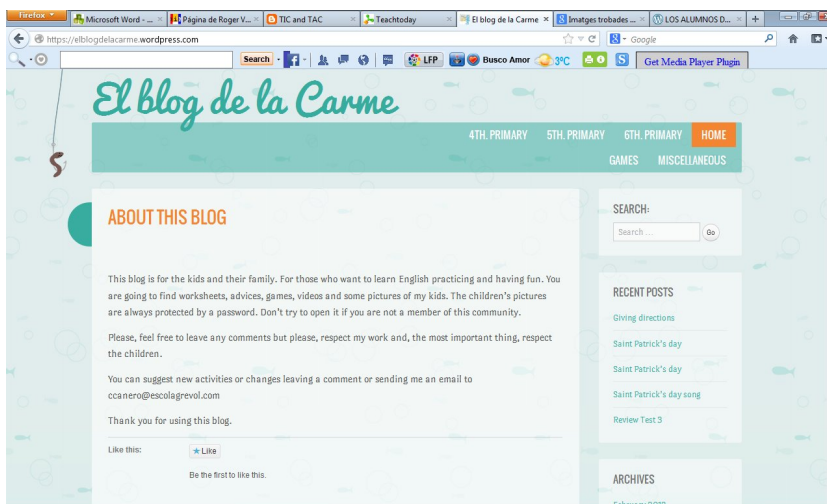 Firefox
Microsoft Word - ...
Página de Roger V...
TIC and TAC
Teachtoday
El blog de la Carme
Imatges trobades ...
LOS ALUMNOS D...
https://elblogdelacarme.wordpress.com
Google
Search
LFP
Busco Amor
3ºC
Get Media Player Plugin
El blog de la Carme
4TH. PRIMARY 5TH. PRIMARY 6TH. PRIMARY HOME
GAMES MISCELLANEOUS
ABOUT THIS BLOG
This blog is for the kids and their family. For those who want to learn English practicing and having fun. You
are going to find worksheets, advices, games, videos and some pictures of my kids. The children's pictures
are always protected by a password. Don't try to open it if you are not a member of this community.
Please, feel free to leave any comments but please, respect my work and, the most important thing, respect
the children.
You can suggest new activities or changes leaving a comment or sending me an email to
ccanero@escolagrevol.com
Thank you for using this blog.
Like this:
Like
Be the first to like this.
SEARCH:
Search ...
Go
RECENT POSTS
Giving directions
Saint Patrick's day
Saint Patrick's day
Saint Patrick's day song
Review Test 3
ARCHIVES